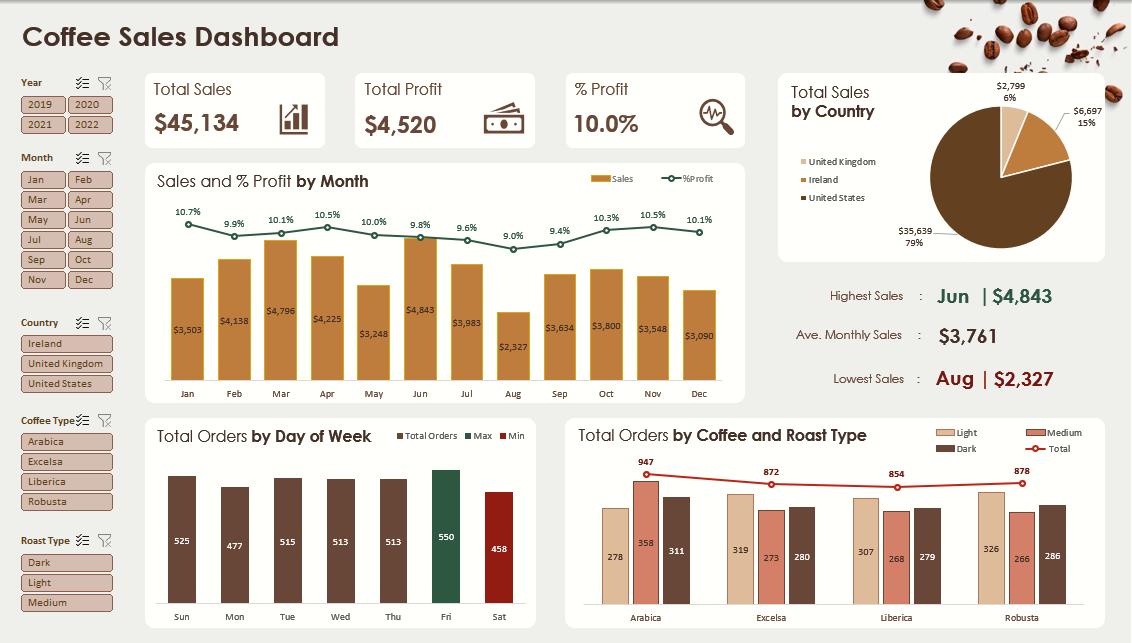 Coffee Sales Dashboard
Year
2019 2020
2021 2022
Month
Jan Feb
Mar Apr
May Jun
Jul Aug
Sep Oct
Nov Dec
Country
Ireland
United Kingdom
United States
Coffee Type
Arabica
Excelsa
Liberica
Robusta
Roast Type
Dark
Light
Medium
Total Sales
$45,134
Total Profit
$4,520
% Profit
10.0%
Sales and % Profit by Month
Sales %Profit
10.7% 9.9% 10.1% 10.5% 10.0% 9.8% 9.6% 9.0% 9.4% 10.3% 10.5% 10.1%
$3,503 $4,138 $4,796 $4,225 $3,248 $4,843 $3,983 $2,327 $3,634 $3,800 $3,548 $3,090
Jan Feb Mar Apr May Jun Jul Aug Sep Oct Nov Dec
Total Sales
by Country
$2,799
6%
$6,697
15%
United Kingdom
Ireland
United States
$35,639
79%
Highest Sales : Jun | $4,843
Ave. Monthly Sales : $3,761
Lowest Sales : Aug | $2,327
Total Orders by Day of Week
Total Orders Max Min
525 477 515 513 513 550 458
Sun Mon Tue Wed Thu Fri Sat
Total Orders by Coffee and Roast Type
Light Medium
Dark Total
947 872 854 878
278 358 311 319 273 280 307 268 279 326 266 286
Arabica Excelsa Liberica Robusta